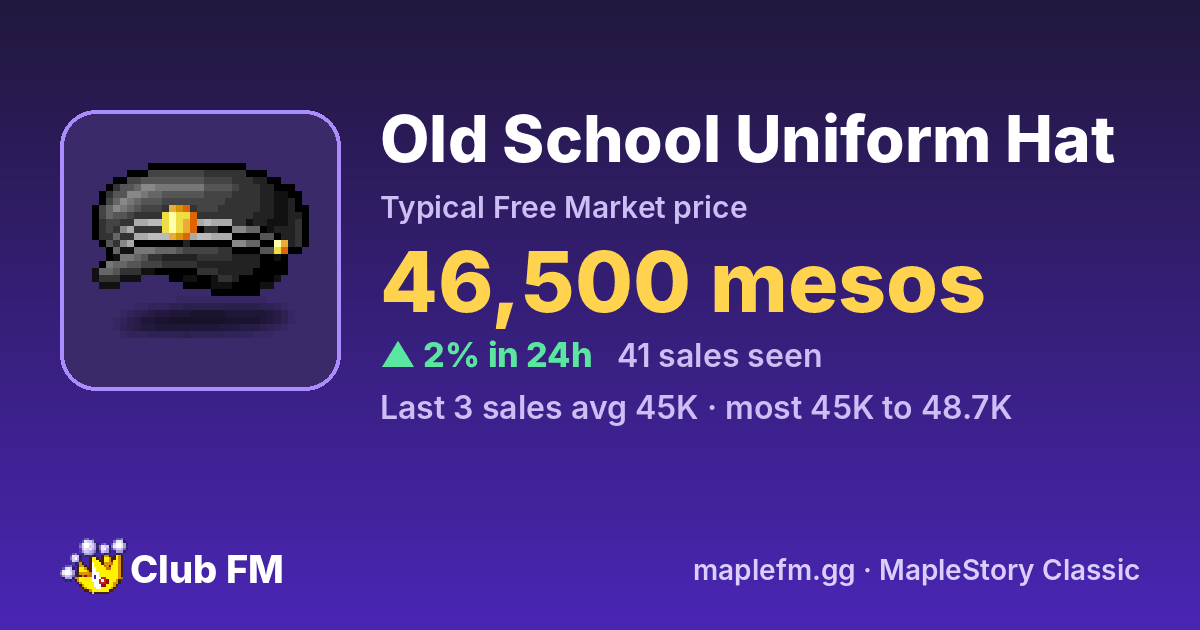 Old School Uniform Hat
Typical Free Market price
46,500 mesos
▲ 2% in 24h 41 sales seen
Last 3 sales avg 45K · most 45K to 48.7K
Club FM
maplefm.gg · MapleStory Classic